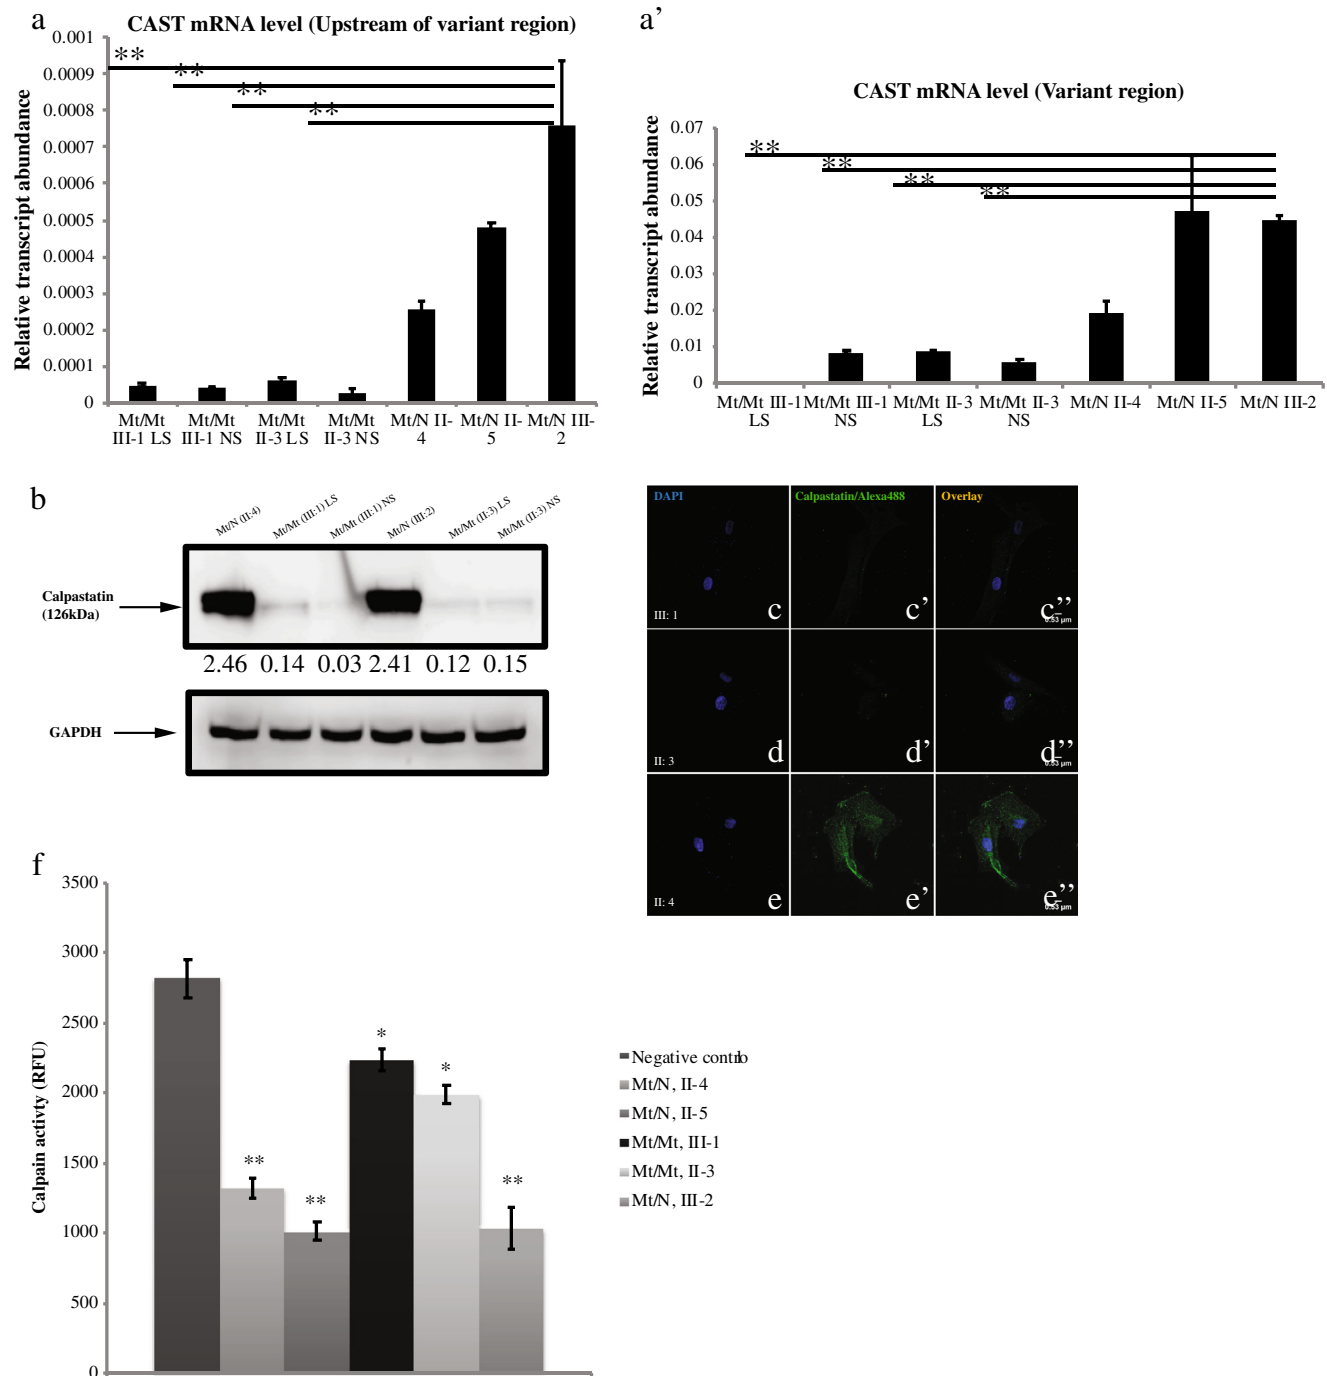 a
CAST mRNA level (Upstream of variant region)
Relative transcript abundance
0.001
0.0009
0.0008
0.0007
0.0006
0.0005
0.0004
0.0003
0.0002
0.0001
0
**
**
**
**
Mt/Mt III-1 LS
Mt/Mt III-1 NS
Mt/Mt II-3 LS
Mt/Mt II-3 NS
Mt/N II-4
Mt/N II-5
Mt/N III-2
a’
CAST mRNA level (Variant region)
Relative transcript abundance
0.07
0.06
0.05
0.04
0.03
0.02
0.01
0
**
**
**
**
Mt/Mt III-1 LS
Mt/Mt III-1 NS
Mt/Mt II-3 LS
Mt/Mt II-3 NS
Mt/N II-4
Mt/N II-5
Mt/N III-2
b
Mt/N (II:4)
Mt/Mt (III:1) LS
Mt/Mt (III:1) NS
Mt/N (III:2)
Mt/Mt (II:3) LS
Mt/Mt (II:3) NS
Calpastatin
(126kDa)
2.46 0.14 0.03 2.41 0.12 0.15
GAPDH
DAPI
Calpastatin/Alexa488
Overlay
III: 1
c
c’
c’’
0.53 µm
II: 3
d
d’
d’’
0.53 µm
II: 4
e
e’
e’’
0.53 µm
f
Calpain activty (RFU)
3500
3000
2500
2000
1500
1000
500
0
**
**
*
*
**
Negative contrlo
Mt/N, II-4
Mt/N, II-5
Mt/Mt, III-1
Mt/Mt, II-3
Mt/N, III-2